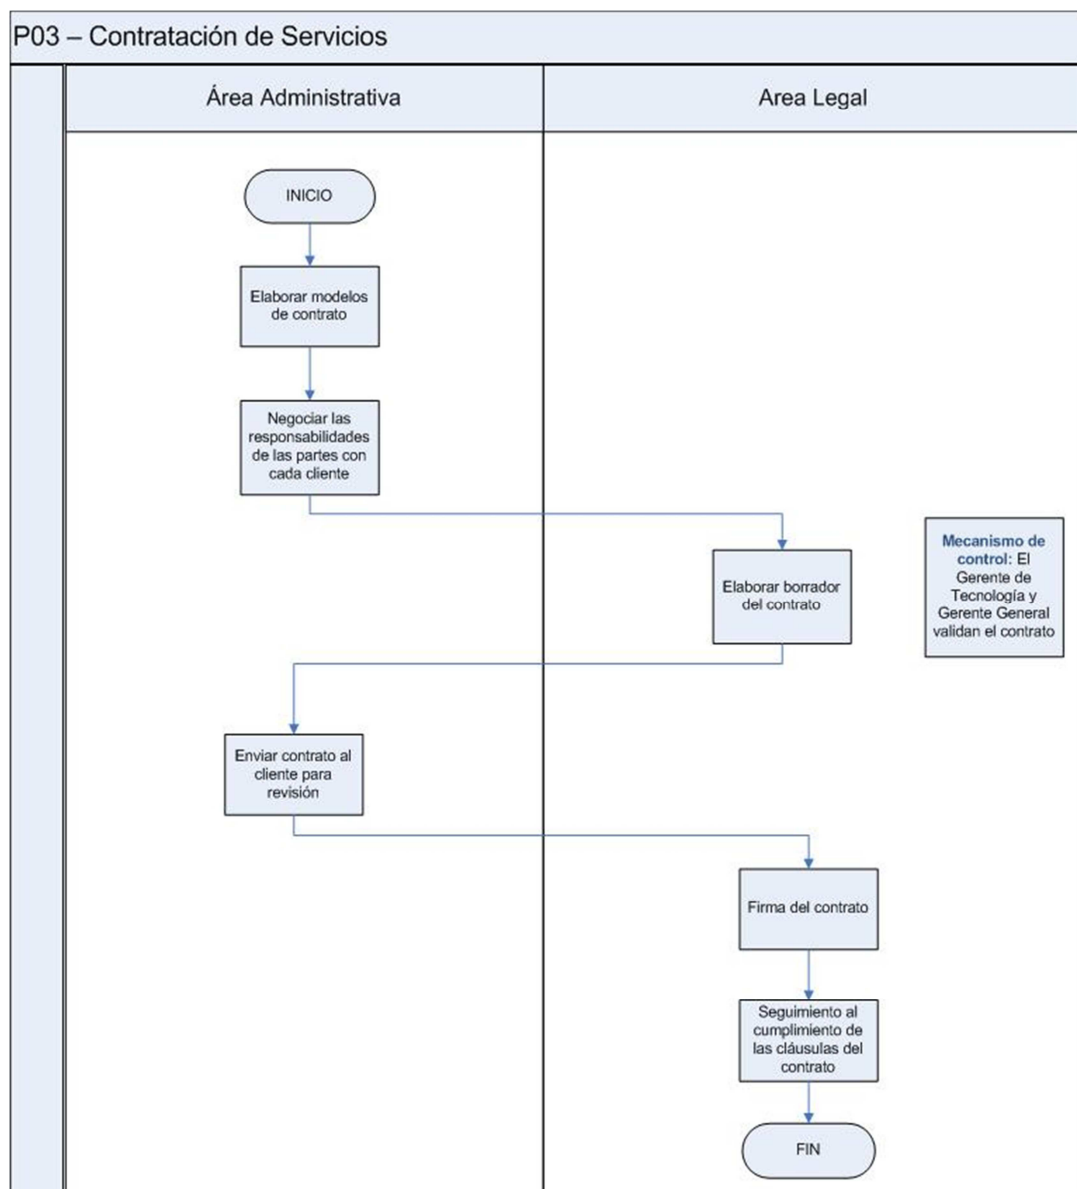 P03 – Contratación de Servicios
Área Administrativa
Area Legal
INICIO
Elaborar modelos
de contrato
Negociar las
responsabilidades
de las partes con
cada cliente
Elaborar borrador
del contrato
Mecanismo de
control: El
Gerente de
Tecnología y
Gerente General
validan el contrato
Enviar contrato al
cliente para
revisión
Firma del contrato
Seguimiento al
cumplimiento de
las cláusulas del
contrato
FIN